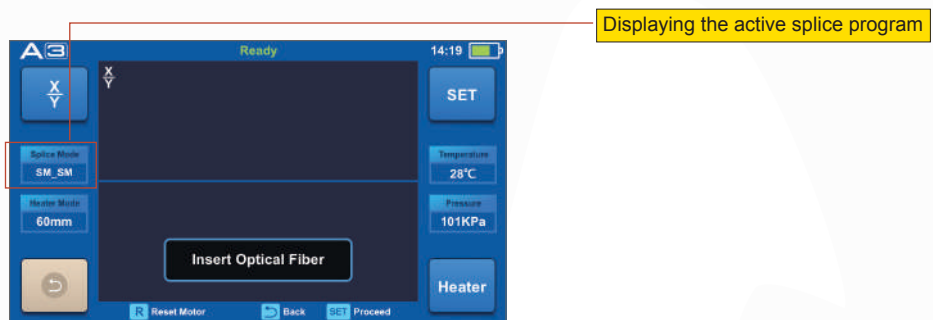 Displaying the active splice program
A3 Ready 14:19
X
Y
X
Y
SET
Splice Mode
SM_SM
Temperature
28°C
Heater Mode
60mm
Pressure
101KPa
Insert Optical Fiber
Heater
R Reset Motor Back SET Proceed